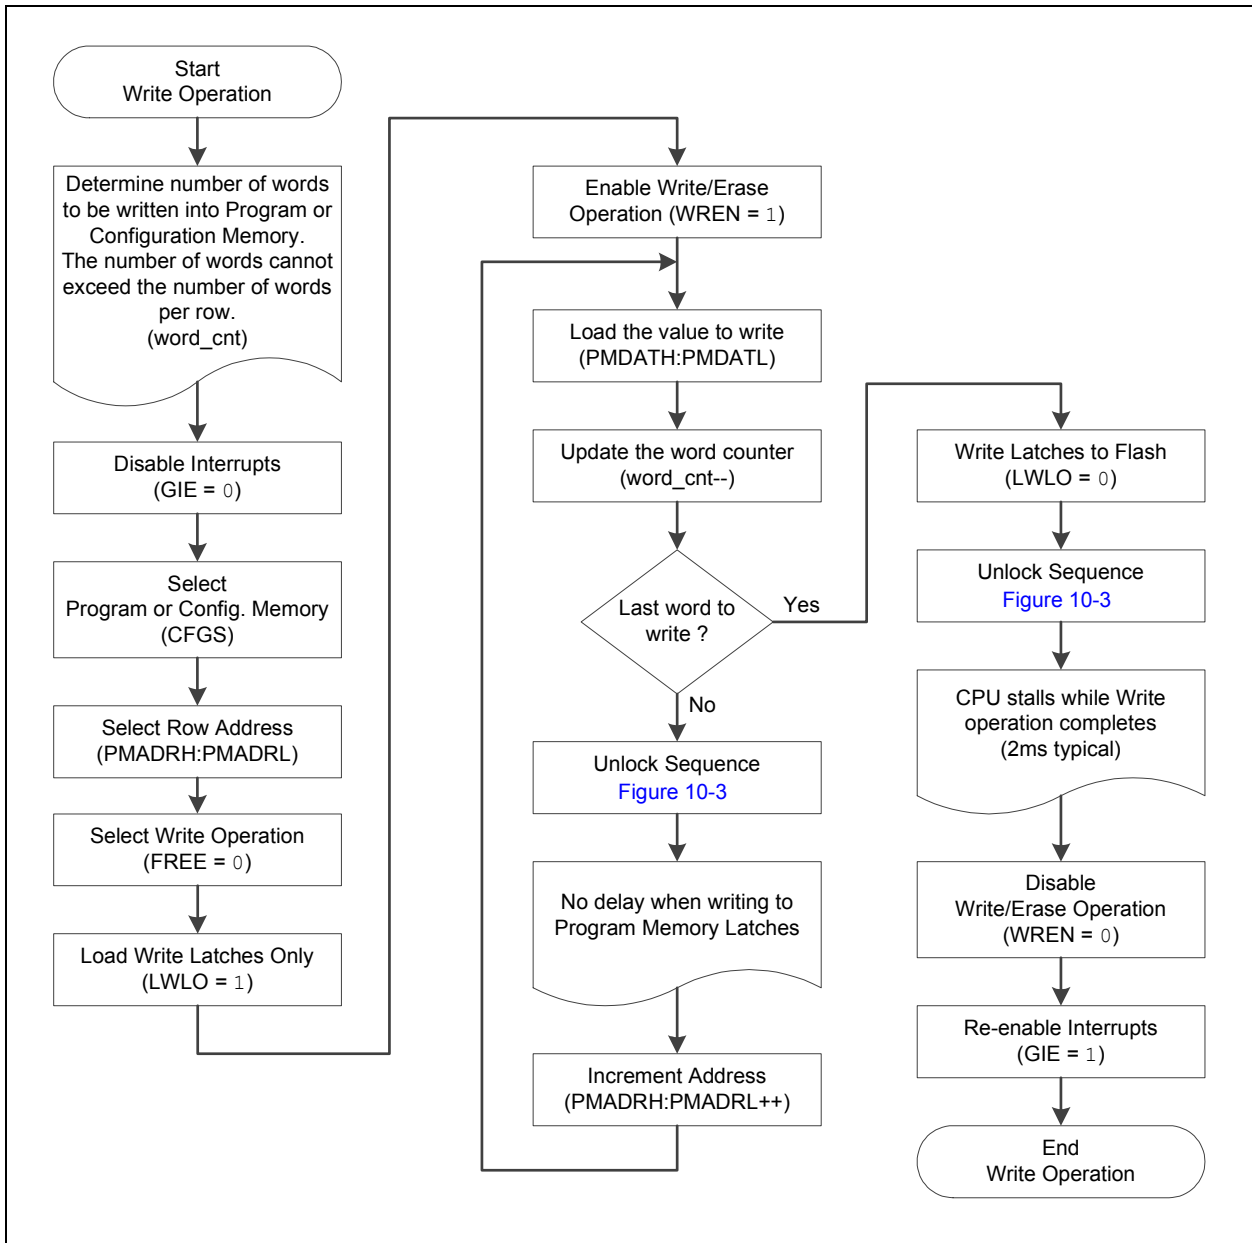 Start
Write Operation
Determine number of words
to be written into Program or
Configuration Memory.
The number of words cannot
exceed the number of words
per row.
(word_cnt)
Disable Interrupts
(GIE = 0)
Select
Program or Config. Memory
(CFGS)
Select Row Address
(PMADRH:PMADRL)
Select Write Operation
(FREE = 0)
Load Write Latches Only
(LWLO = 1)
Enable Write/Erase
Operation (WREN = 1)
Load the value to write
(PMDATH:PMDATL)
Update the word counter
(word_cnt--)
Last word to
write ?
Yes
No
Unlock Sequence
Figure 10-3
No delay when writing to
Program Memory Latches
Increment Address
(PMADRH:PMADRL++)
Write Latches to Flash
(LWLO = 0)
Unlock Sequence
Figure 10-3
CPU stalls while Write
operation completes
(2ms typical)
Disable
Write/Erase Operation
(WREN = 0)
Re-enable Interrupts
(GIE = 1)
End
Write Operation